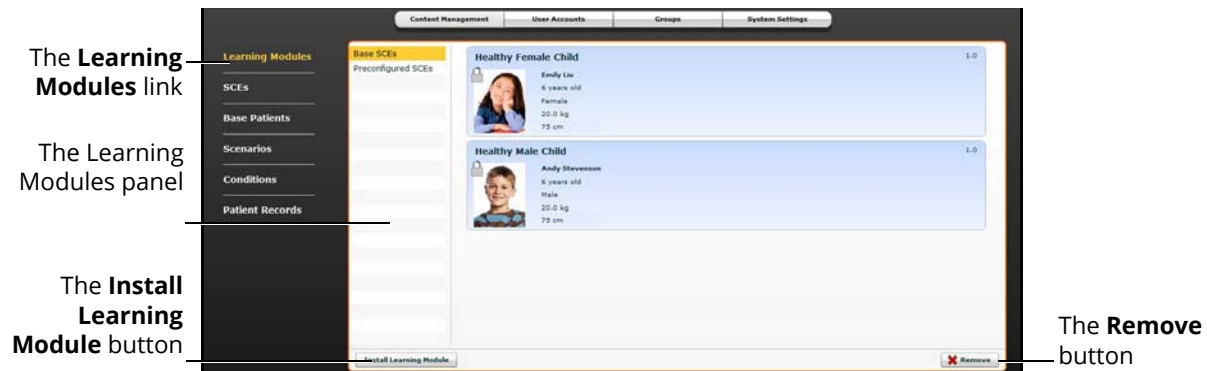 Content Management
User Accounts
Groups
System Settings
The Learning
Modules link
The Learning
Modules panel
The Install
Learning
Module button
Learning Modules
SCEs
Base Patients
Scenarios
Conditions
Patient Records
Base SCEs
Preconfigured SCEs
Healthy Female Child
1.0
Emily Liu
6 years old
Female
20.0 kg
75 cm
Healthy Male Child
1.0
Andy Stevenson
6 years old
Male
20.0 kg
75 cm
Install Learning Module
Remove
The Remove
button